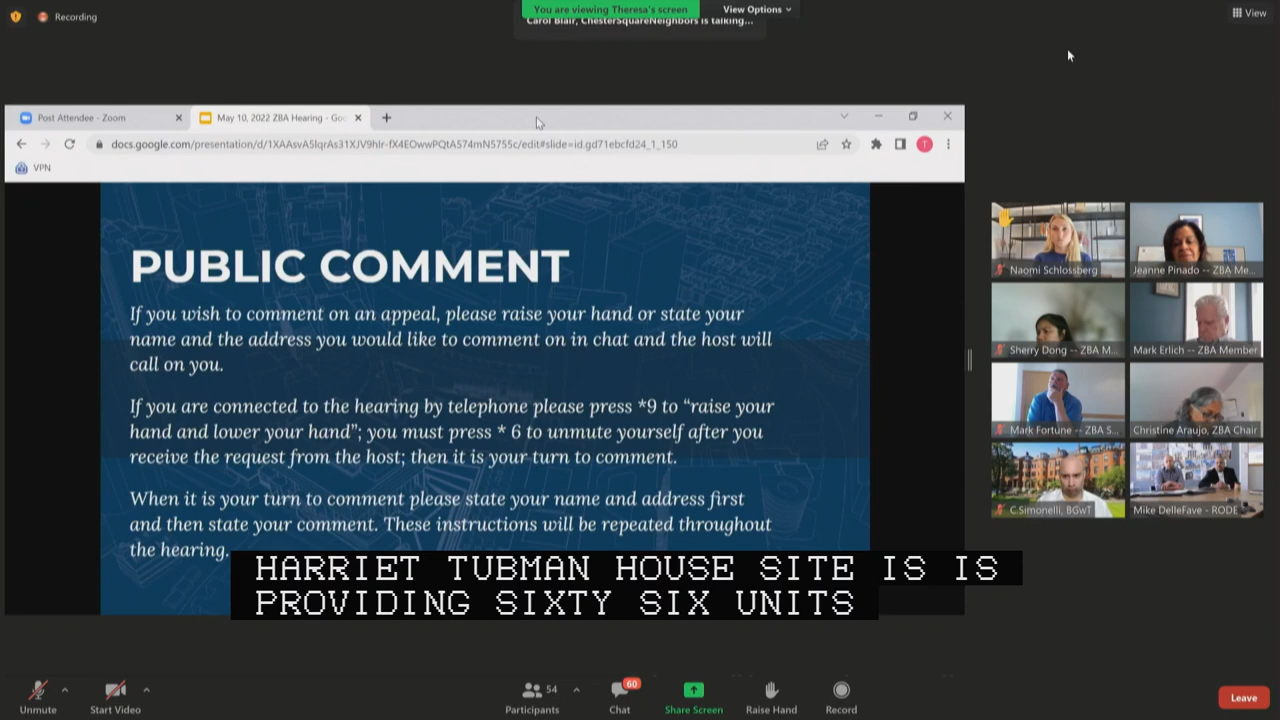 Recording
You are viewing Theresa's screen
View Options
View
Carol Blair, ChesterSquareNeighbors is talking...
Post Attendee - Zoom
May 10, 2022 ZBA Hearing - Goo
VPN
PUBLIC COMMENT
If you wish to comment on an appeal, please raise your hand or state your
name and the address you would like to comment on in chat and the host will
call on you.
If you are connected to the hearing by telephone please press *9 to “raise your
hand and lower your hand”; you must press * 6 to unmute yourself after you
receive the request from the host; then it is your turn to comment.
When it is your turn to comment please state your name and address first
and then state your comment. These instructions will be repeated throughout
the hearing.
HARRIET TUBMAN HOUSE SITE IS IS
PROVIDING SIXTY SIX UNITS
Naomi Schlossberg
Jeanne Pinado -- ZBA Me...
Sherry Dong -- ZBA M...
Mark Erlich -- ZBA Member
Mark Fortune -- ZBA S...
Christine Araujo, ZBA Chair
C.Simonelli, BGwT
Mike DelleFave - RODE
T
Unmute
Start Video
54
Participants
60
Chat
Share Screen
Raise Hand
Record
Leave